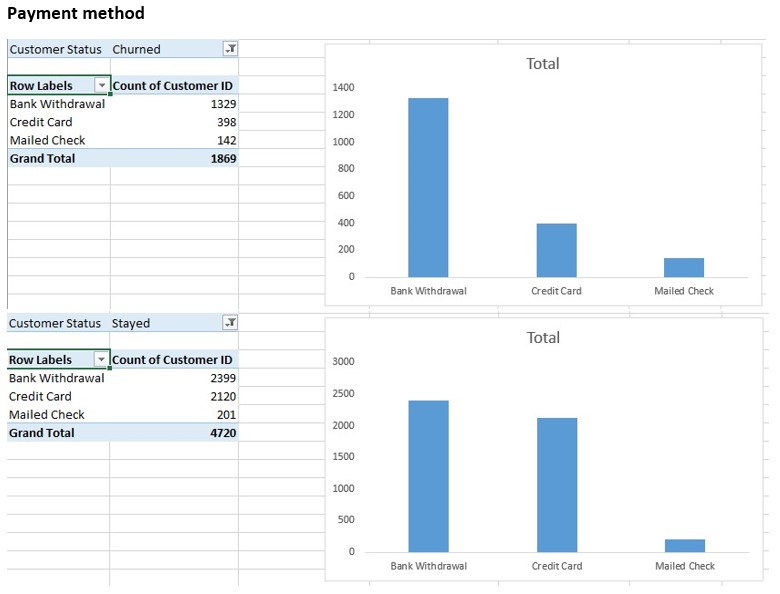 Payment method
Customer Status Churned
Row Labels Count of Customer ID
Bank Withdrawal 1329
Credit Card 398
Mailed Check 142
Grand Total 1869
Total
1400
1200
1000
800
600
400
200
0
Bank Withdrawal Credit Card Mailed Check
Customer Status Stayed
Row Labels Count of Customer ID
Bank Withdrawal 2399
Credit Card 2120
Mailed Check 201
Grand Total 4720
Total
3000
2500
2000
1500
1000
500
0
Bank Withdrawal Credit Card Mailed Check